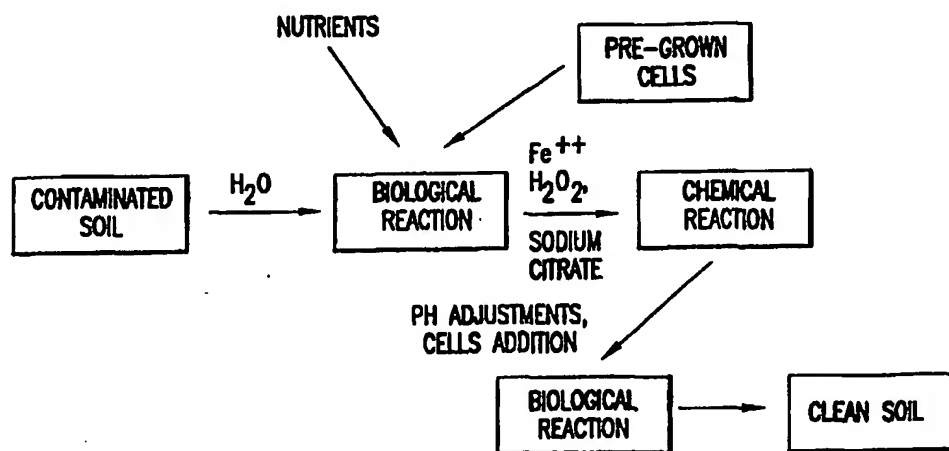 NUTRIENTS
PRE-GROWN
CELLS
CONTAMINATED
SOIL
H₂O
BIOLOGICAL
REACTION
Fe⁺⁺
H₂O₂,
SODIUM
CITRATE
CHEMICAL
REACTION
PH ADJUSTMENTS,
CELLS ADDITION
BIOLOGICAL
REACTION
CLEAN SOIL